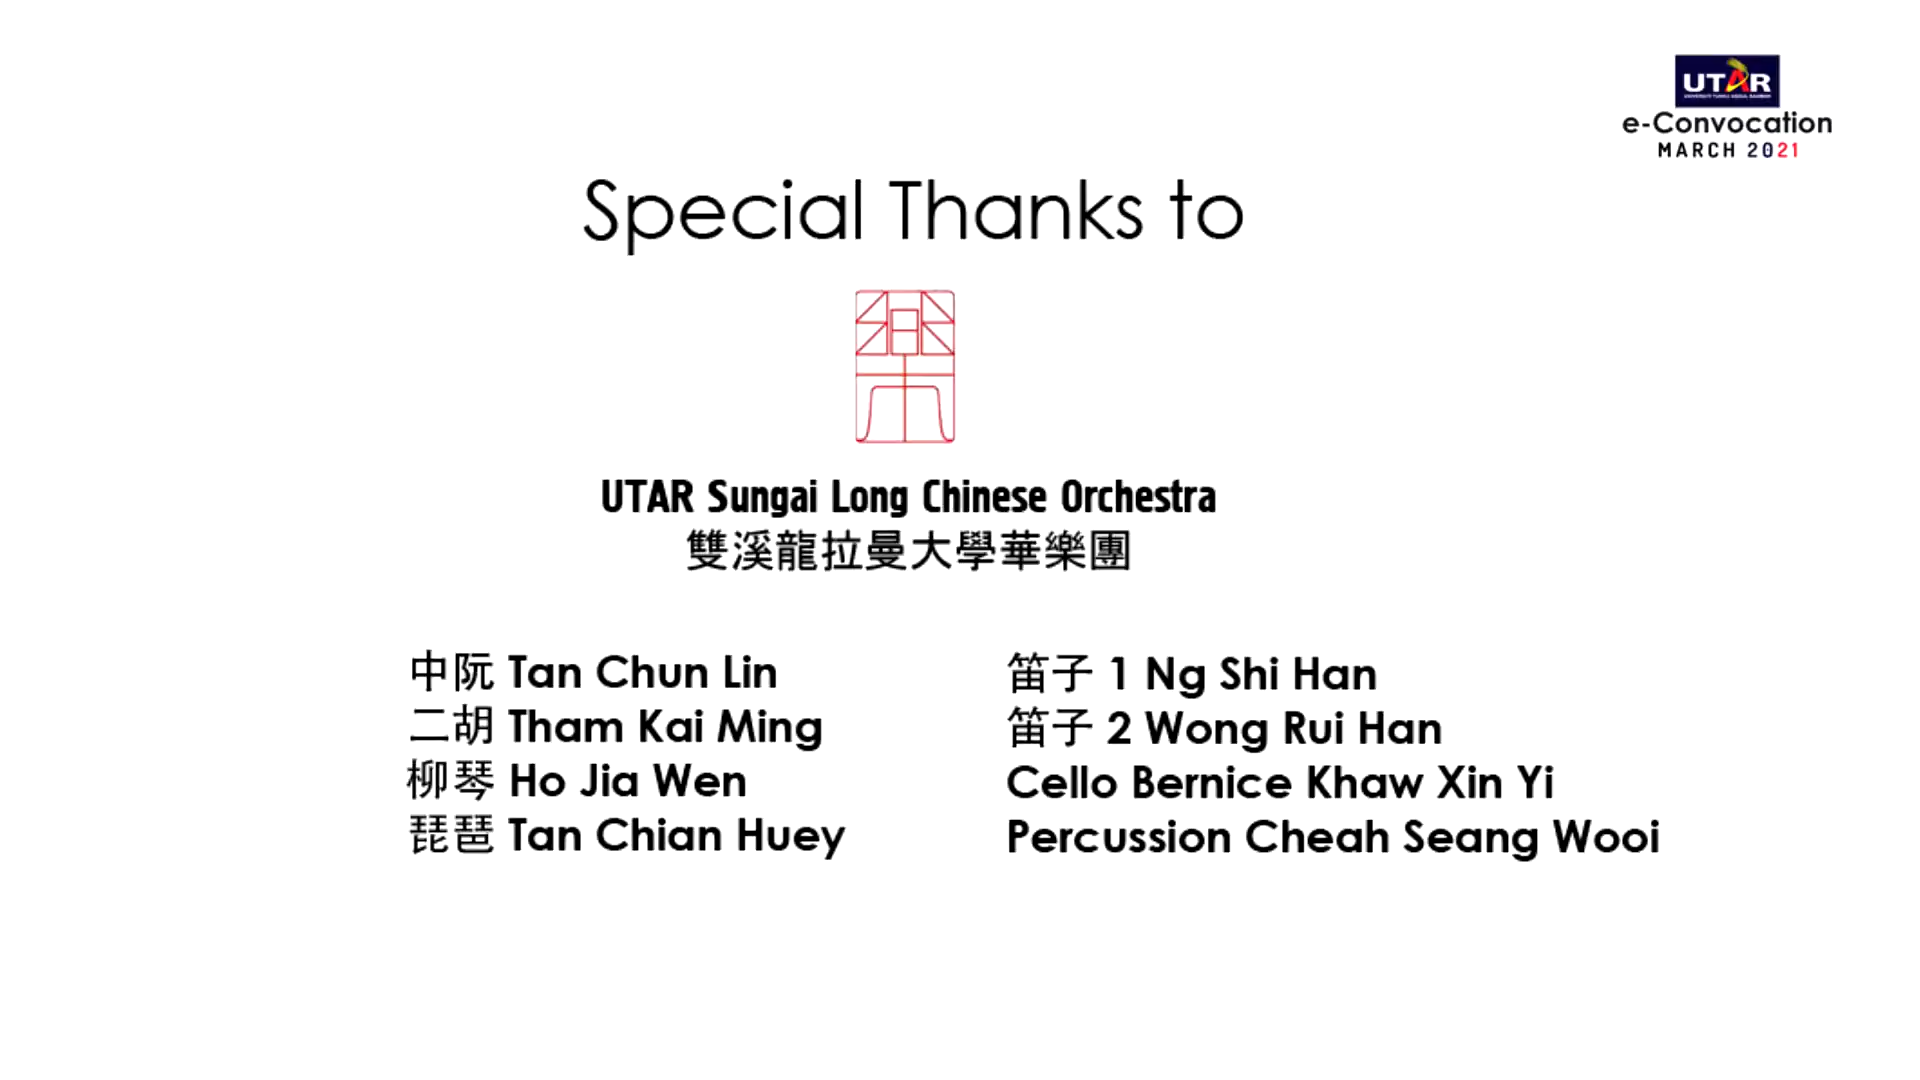 UTAR
e-Convocation
MARCH 2021
Special Thanks to
UTAR Sungai Long Chinese Orchestra
雙溪龍拉曼大學華樂團
中阮 Tan Chun Lin
二胡 Tham Kai Ming
柳琴 Ho Jia Wen
琵琶 Tan Chian Huey
笛子 1 Ng Shi Han
笛子 2 Wong Rui Han
Cello Bernice Khaw Xin Yi
Percussion Cheah Seang Wooi